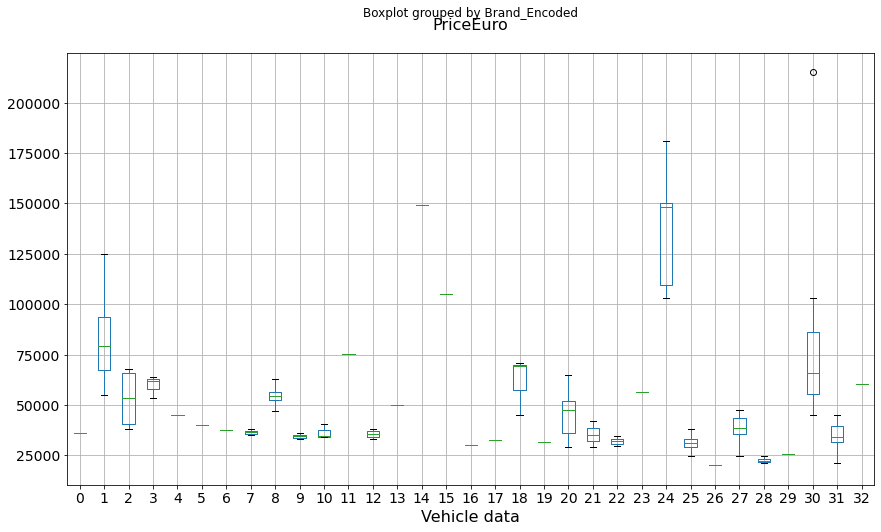 Boxplot grouped by Brand_Encoded
PriceEuro
200000
175000
150000
125000
100000
75000
50000
25000
0 1 2 3 4 5 6 7 8 9 10 11 12 13 14 15 16 17 18 19 20 21 22 23 24 25 26 27 28 29 30 31 32
Vehicle data